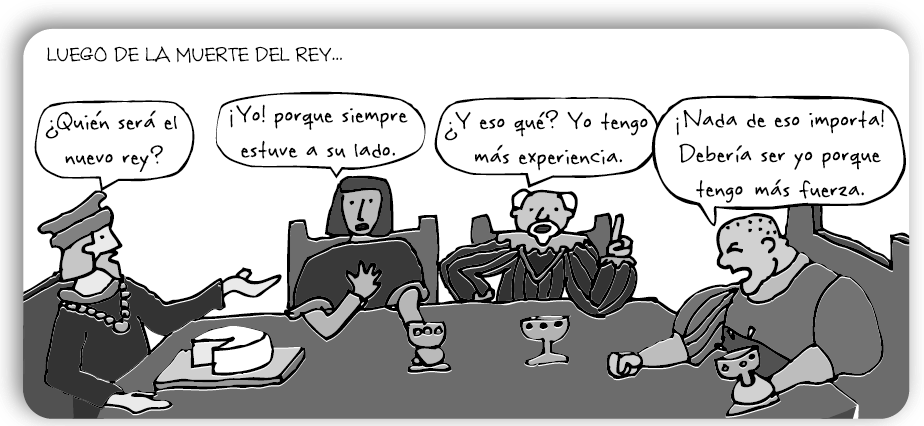 LUEGO DE LA MUERTE DEL REY...
¿Quién será el
nuevo rey?
¡Yo! porque siempre
estuve a su lado.
¿Y eso qué? Yo tengo
más experiencia.
¡Nada de eso importa!
Debería ser yo porque
tengo más fuerza.